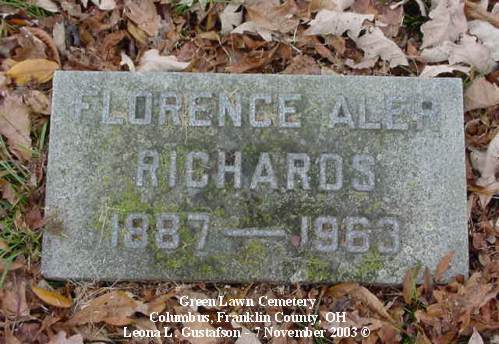 FLORENCE ALER
RICHARDS
1887 — 1963
Green Lawn Cemetery
Columbus, Franklin County, OH
Leona L. Gustafson - 7 November 2003 ©